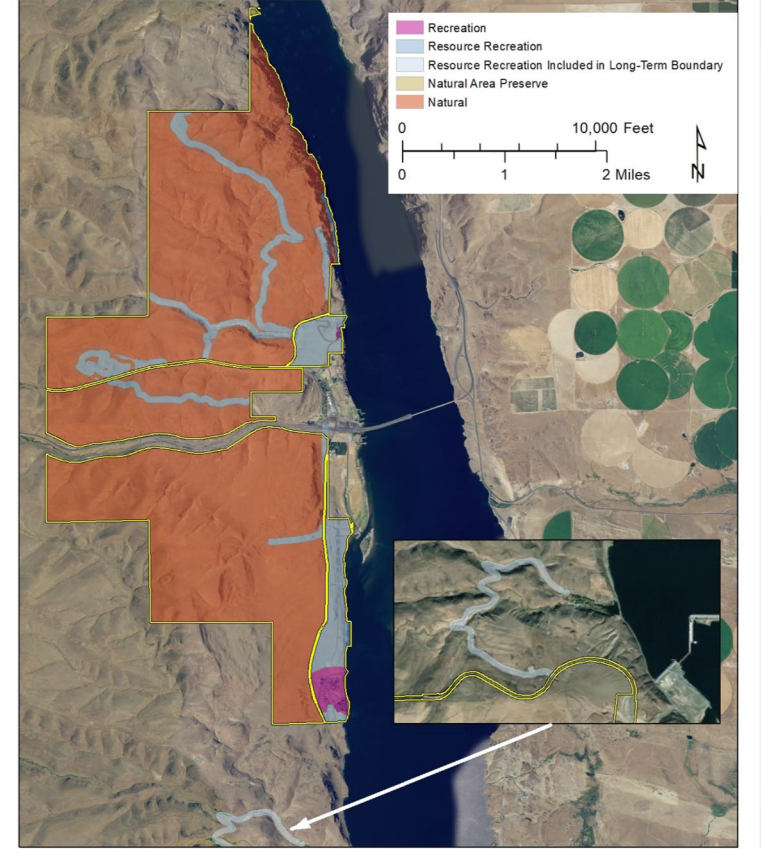 Recreation
Resource Recreation
Resource Recreation Included in Long-Term Boundary
Natural Area Preserve
Natural
0 10,000 Feet
0 1 2 Miles
N